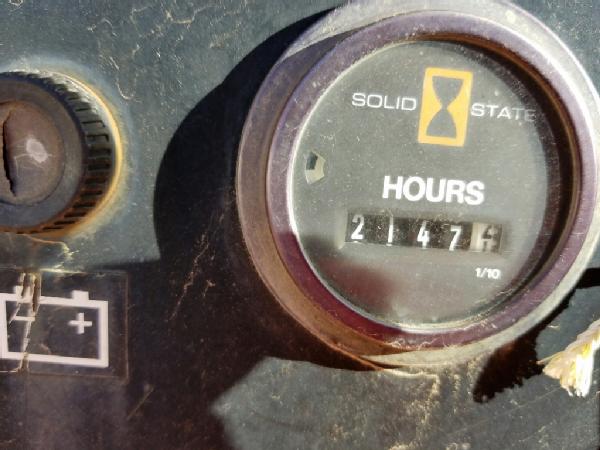 SOLID STATE
HOURS
2147
1/10